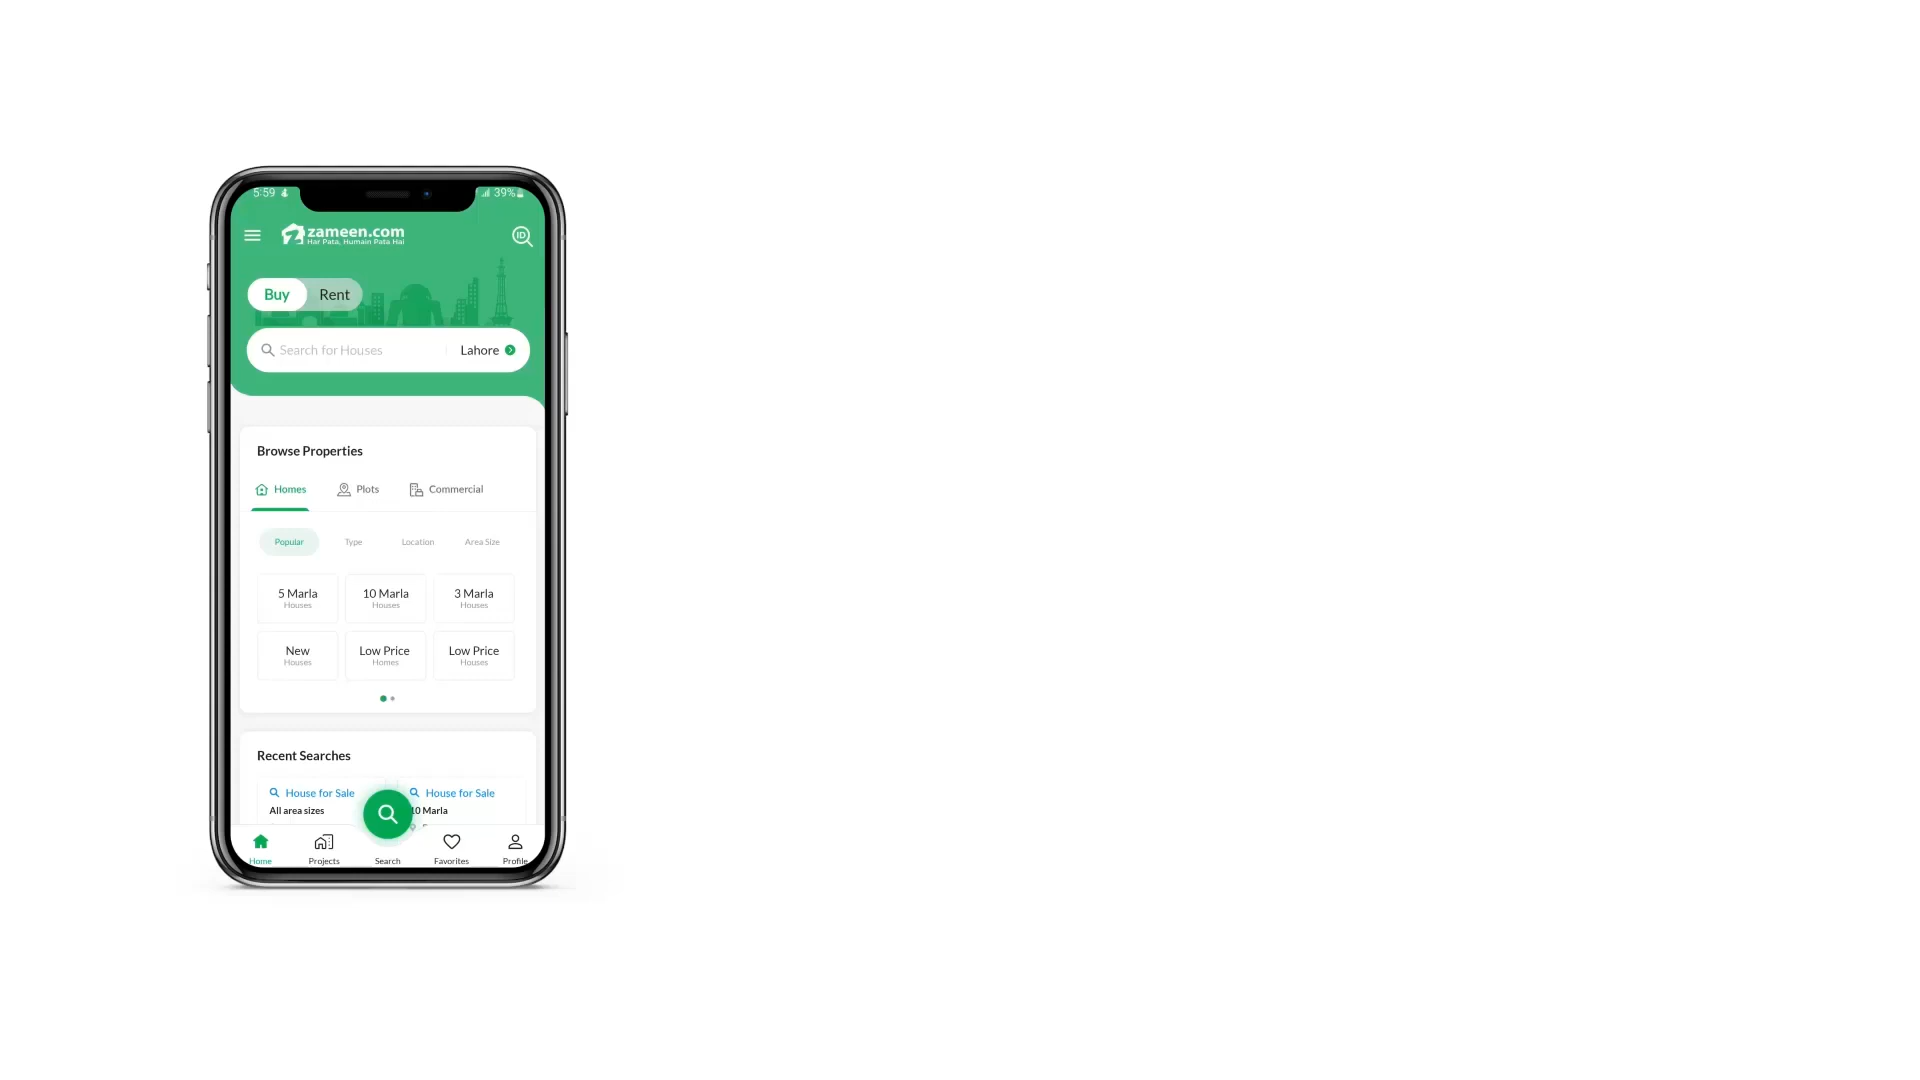 5:59 39%
zameen.com
Har Pata, Humain Pata Hai
ID
Buy Rent
Search for Houses Lahore
Browse Properties
Homes Plots Commercial
Popular Type Location Area Size
5 Marla 10 Marla 3 Marla
Houses Houses Houses
New Low Price Low Price
Houses Homes Houses
Recent Searches
House for Sale House for Sale
All area sizes 10 Marla
Home Projects Search Favorites Profile